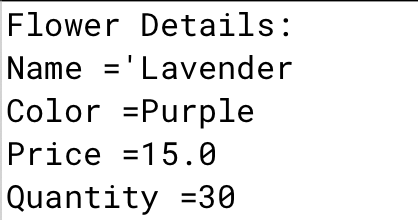 Flower Details:
Name ='Lavender
Color =Purple
Price =15.0
Quantity =30